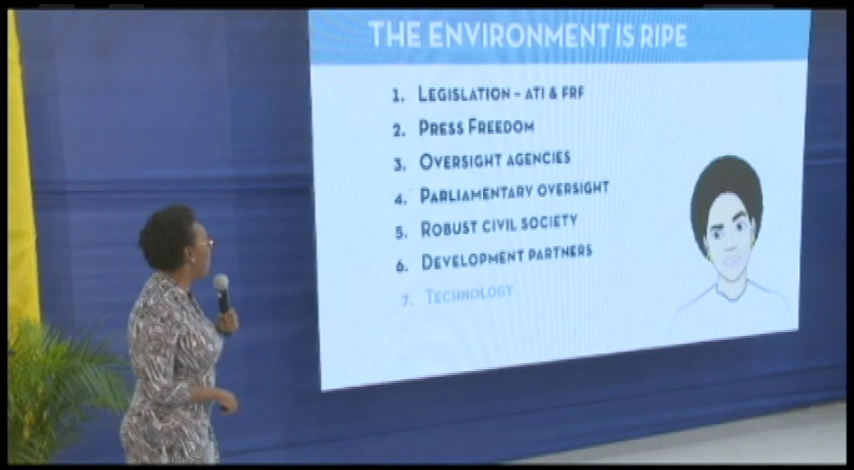 THE ENVIRONMENT IS RIPE
1. LEGISLATION – ATI & FRF
2. PRESS FREEDOM
3. OVERSIGHT AGENCIES
4. PARLIAMENTARY OVERSIGHT
5. ROBUST CIVIL SOCIETY
6. DEVELOPMENT PARTNERS
7. TECHNOLOGY